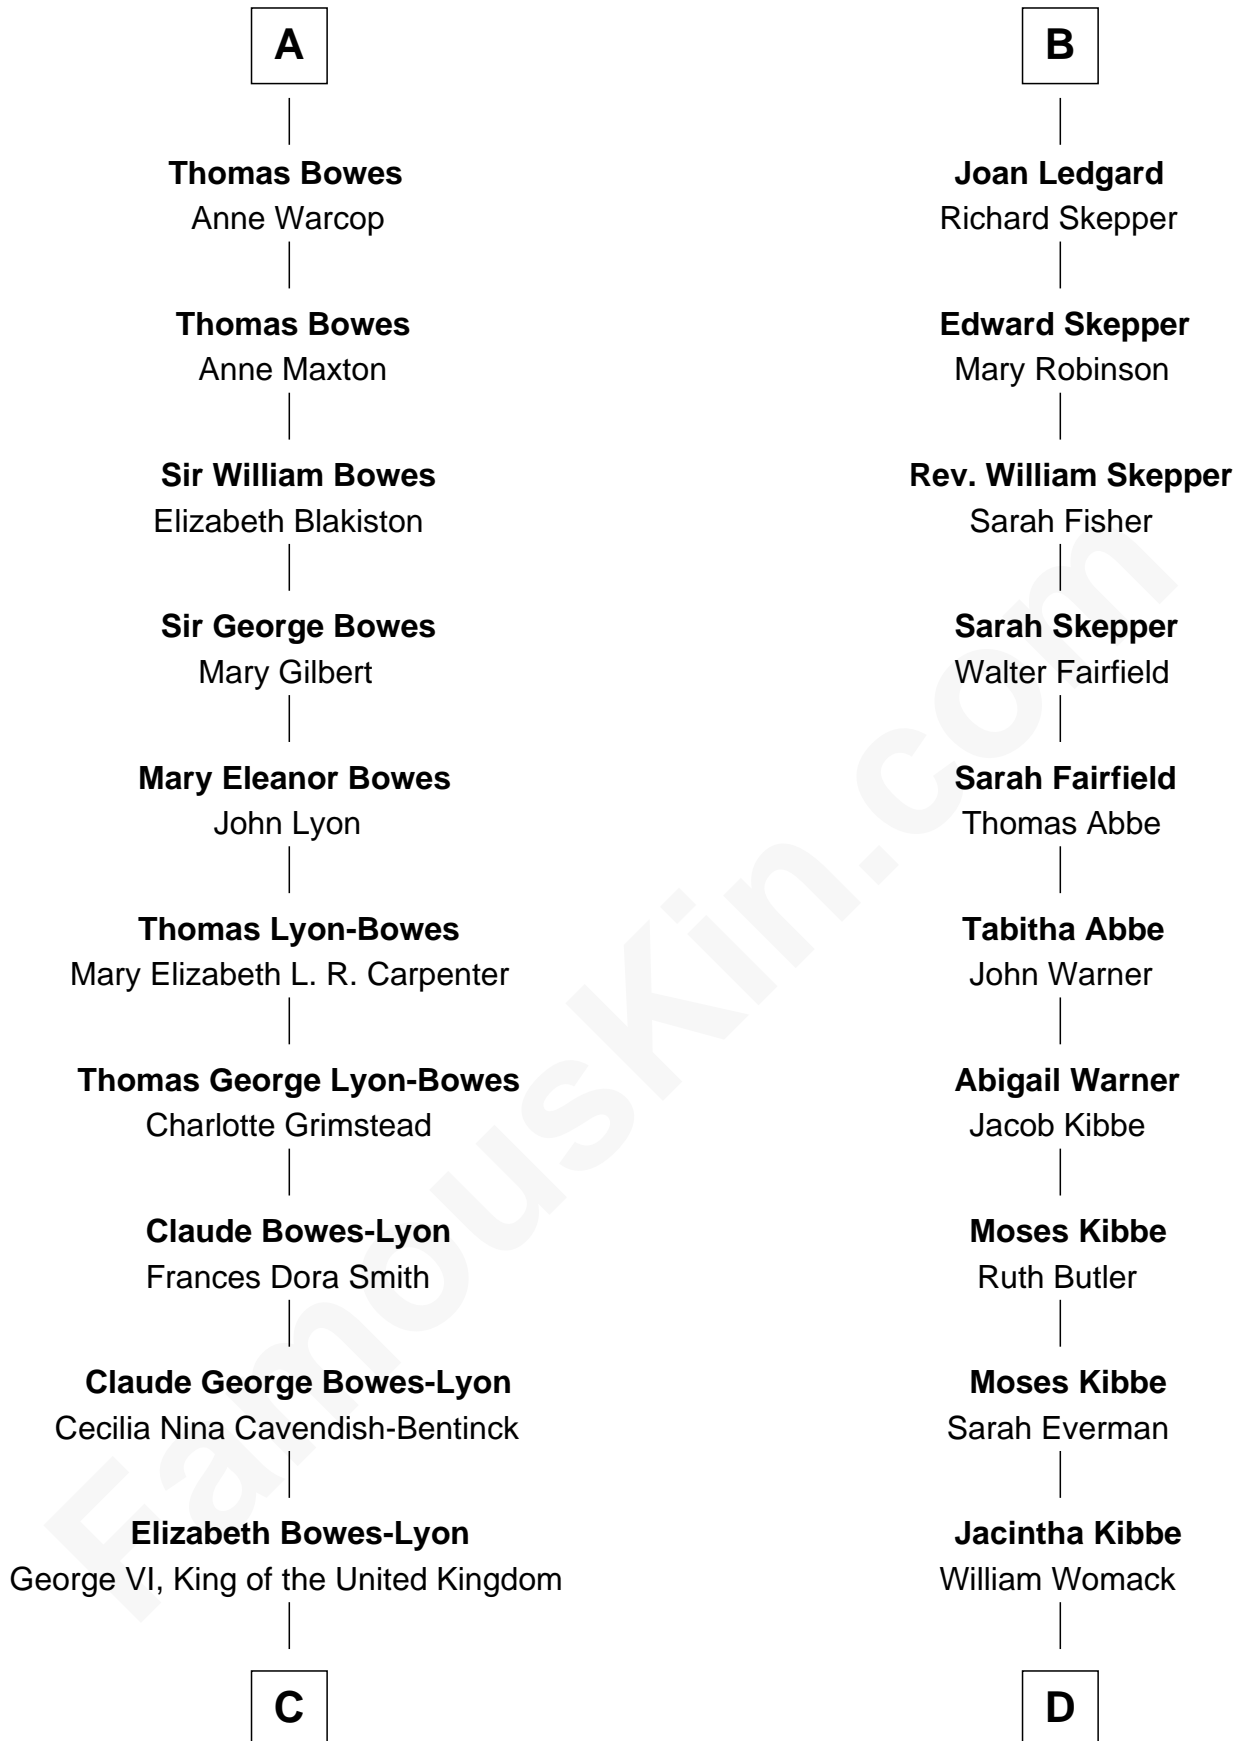 A
Thomas Bowes
Anne Warcop
Thomas Bowes
Anne Maxton
Sir William Bowes
Elizabeth Blakiston
Sir George Bowes
Mary Gilbert
Mary Eleanor Bowes
John Lyon
Thomas Lyon-Bowes
Mary Elizabeth L. R. Carpenter
Thomas George Lyon-Bowes
Charlotte Grimstead
Claude Bowes-Lyon
Frances Dora Smith
Claude George Bowes-Lyon
Cecilia Nina Cavendish-Bentinck
Elizabeth Bowes-Lyon
George VI, King of the United Kingdom
C
B
Joan Ledgard
Richard Skepper
Edward Skepper
Mary Robinson
Rev. William Skepper
Sarah Fisher
Sarah Skepper
Walter Fairfield
Sarah Fairfield
Thomas Abbe
Tabitha Abbe
John Warner
Abigail Warner
Jacob Kibbe
Moses Kibbe
Ruth Butler
Moses Kibbe
Sarah Everman
Jacintha Kibbe
William Womack
D
FamousKin.com